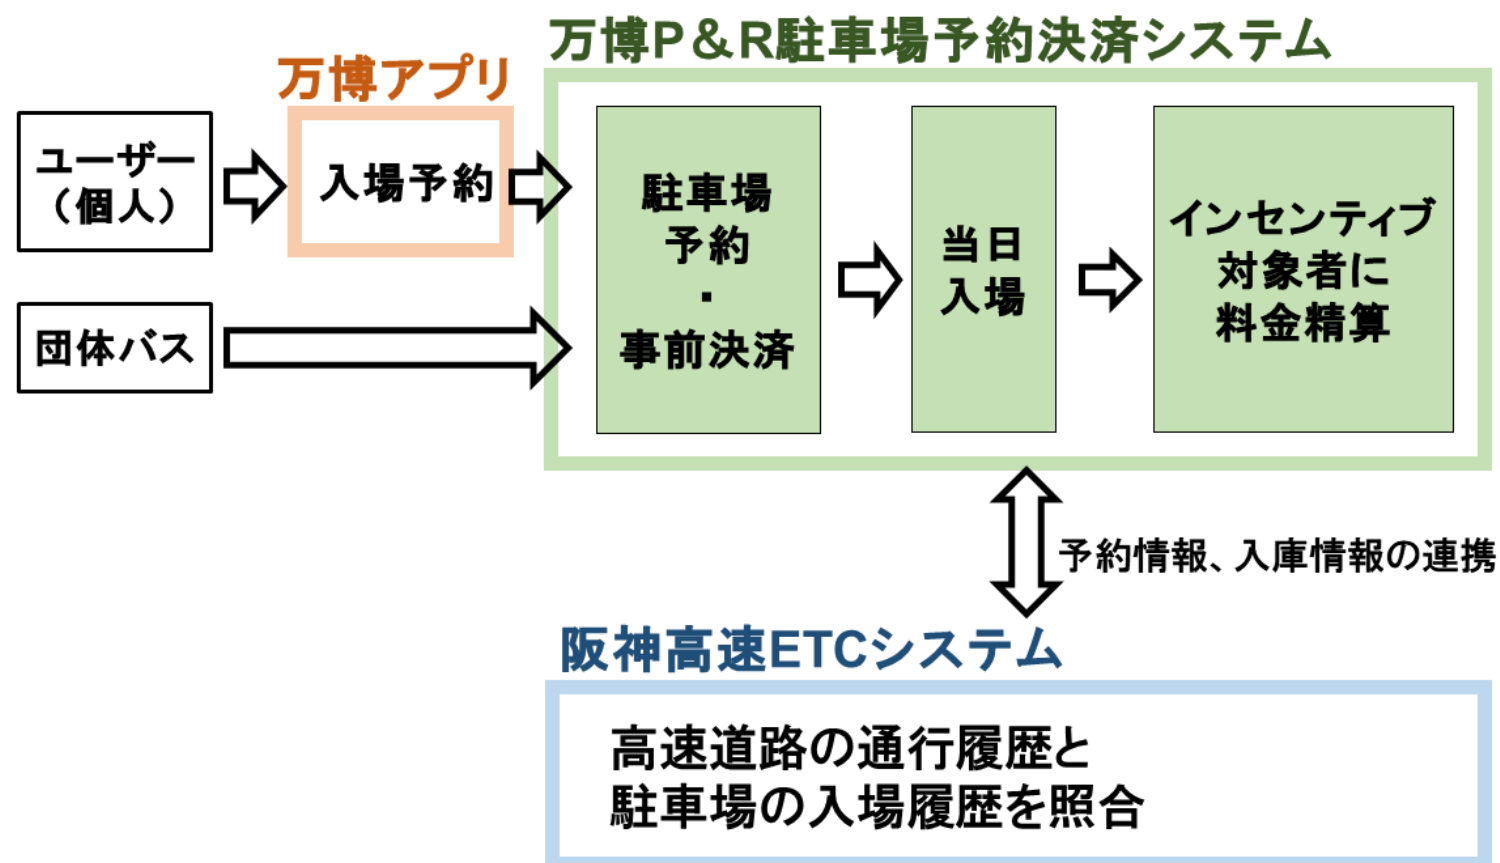 万博P＆R駐車場予約決済システム
万博アプリ
ユーザー
（個人）
入場予約
団体バス
駐車場
予約
・
事前決済
当日
入場
インセンティブ
対象者に
料金精算
予約情報、入庫情報の連携
阪神高速ETCシステム
高速道路の通行履歴と
駐車場の入場履歴を照合